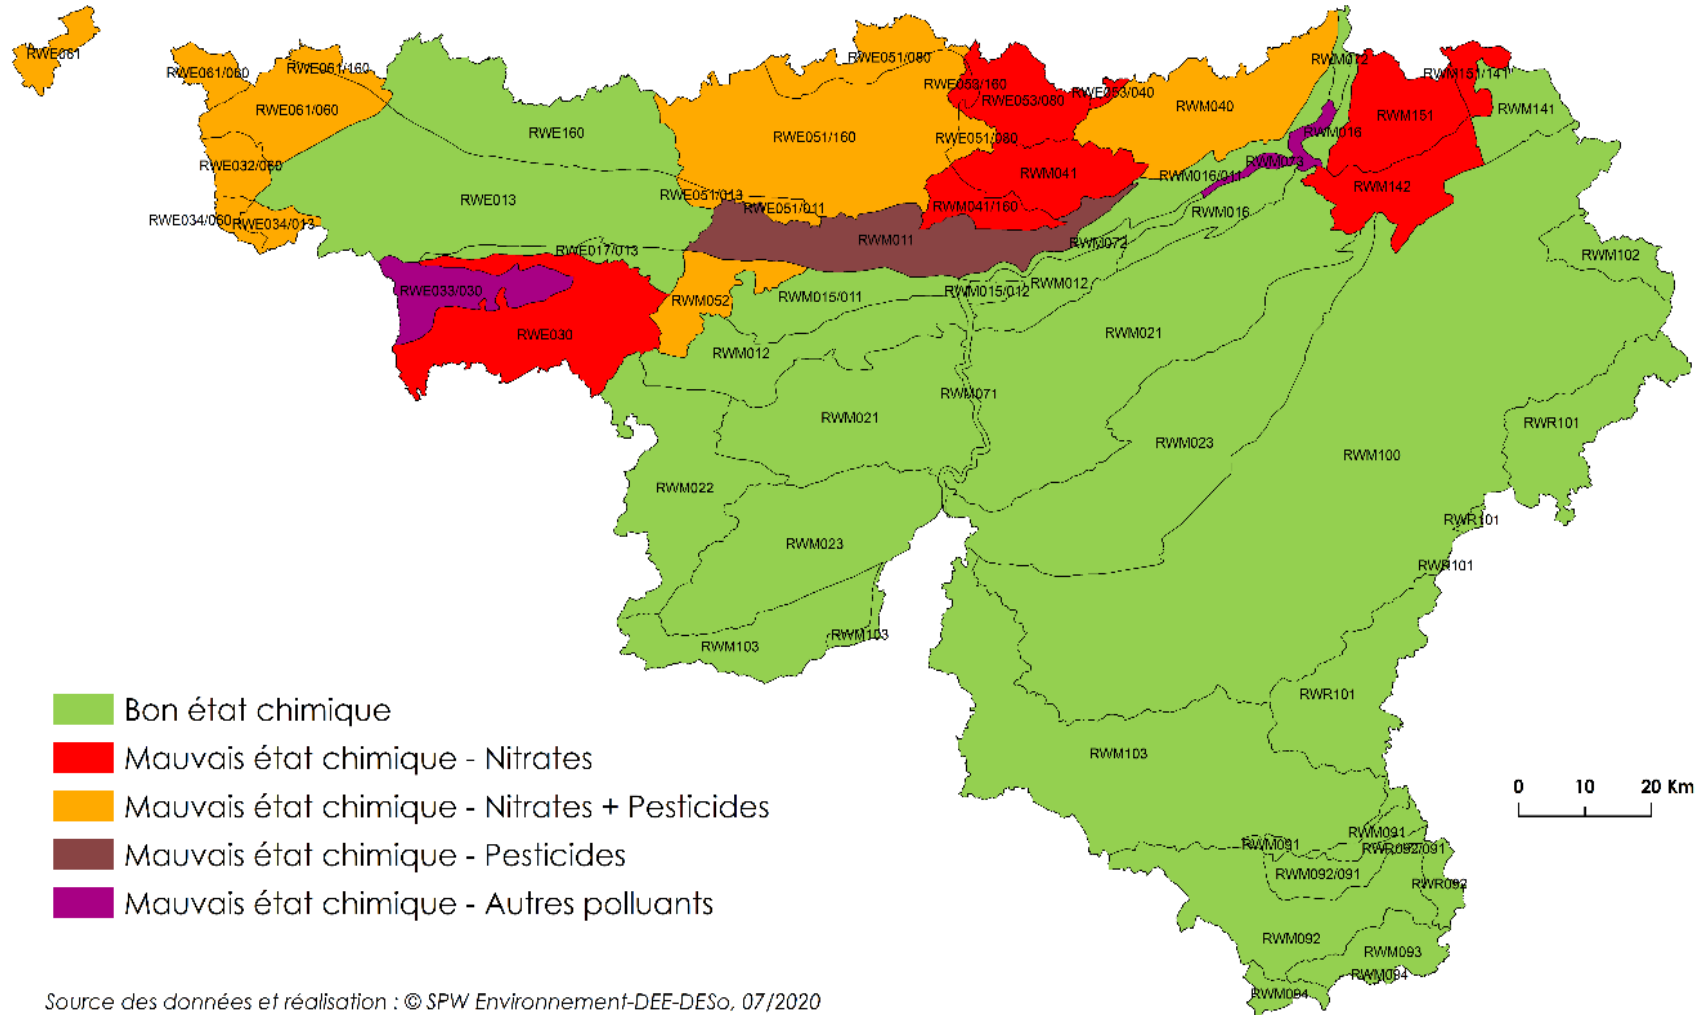 RWE061
RWE061/060
RWE061/160
RWE061/060
RWE032/060
RWE034/060
RWE034/013
RWE160
RWE013
RWE017/013
RWE033/030
RWE030
RWE051/080
RWE051/160
RWE051/013
RWE051/011
RWE053/160
RWE053/080
RWE053/040
RWE051/080
RWM040
RWM041
RWM041/160
RWM011
RWM052
RWM072
RWM073
RWM016
RWM016/011
RWM016
RWM072
RWM151
RWM151/141
RWM141
RWM142
RWM102
RWM015/011
RWM015/012
RWM012
RWM012
RWM021
RWM021
RWM071
RWM022
RWM023
RWM023
RWM100
RWR101
RWR101
RWR101
RWR101
RWM103
RWM103
RWM103
RWM091
RWM091
RWR092/091
RWM092/091
RWR092
RWM092
RWM093
RWM094
RWM094
Bon état chimique
Mauvais état chimique - Nitrates
Mauvais état chimique - Nitrates + Pesticides
Mauvais état chimique - Pesticides
Mauvais état chimique - Autres polluants
0 10 20 Km
Source des données et réalisation : © SPW Environnement-DEE-DESo, 07/2020